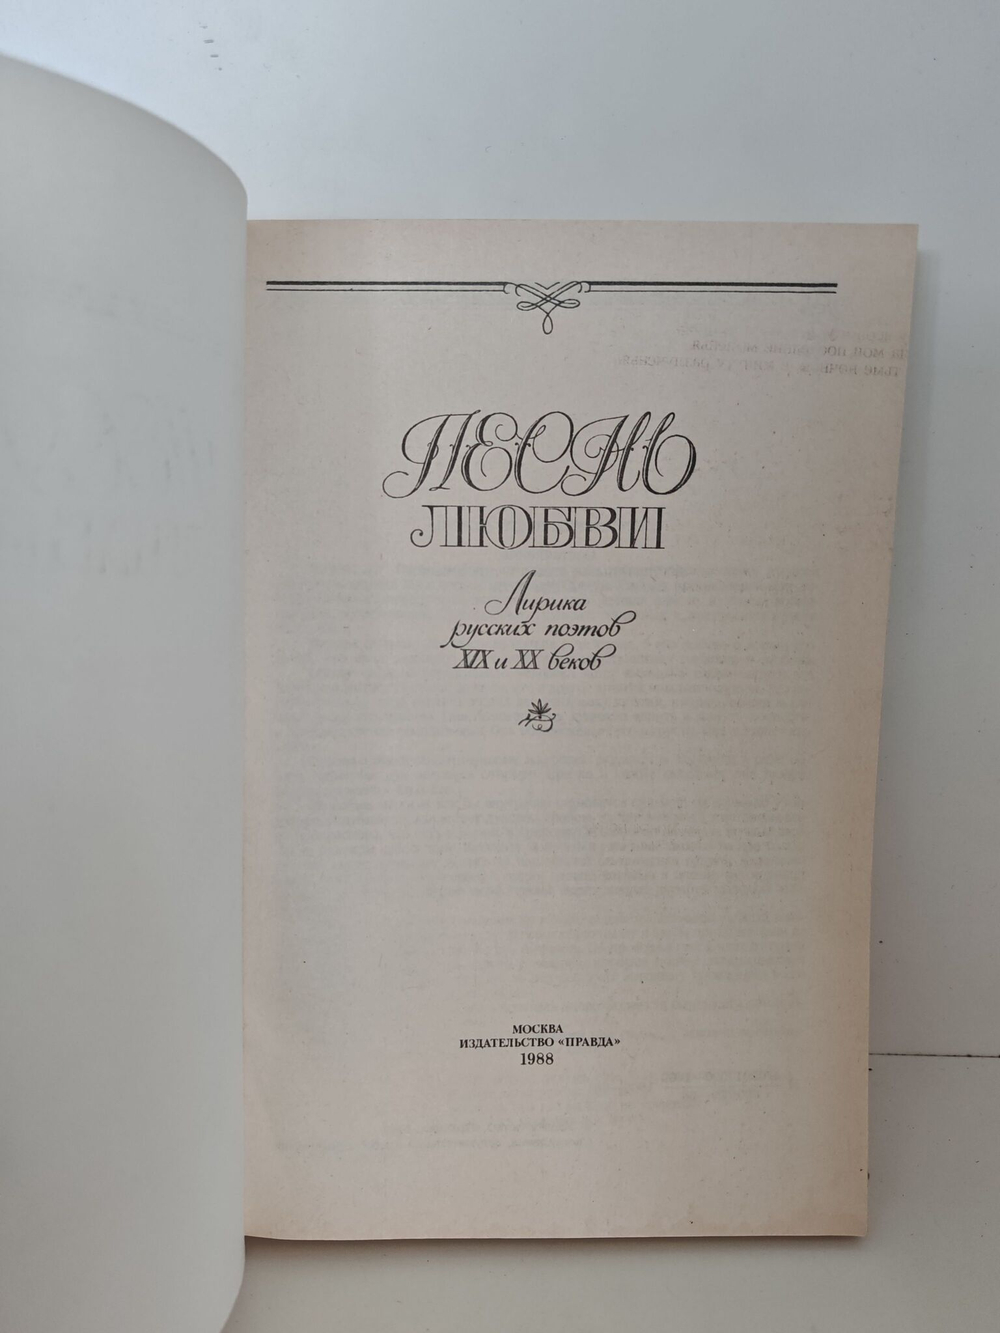 ПЕСНЬ
ЛЮБВИ
Лирика
русских поэтов
XIX и XX веков
МОСКВА
ИЗДАТЕЛЬСТВО «ПРАВДА»
1988